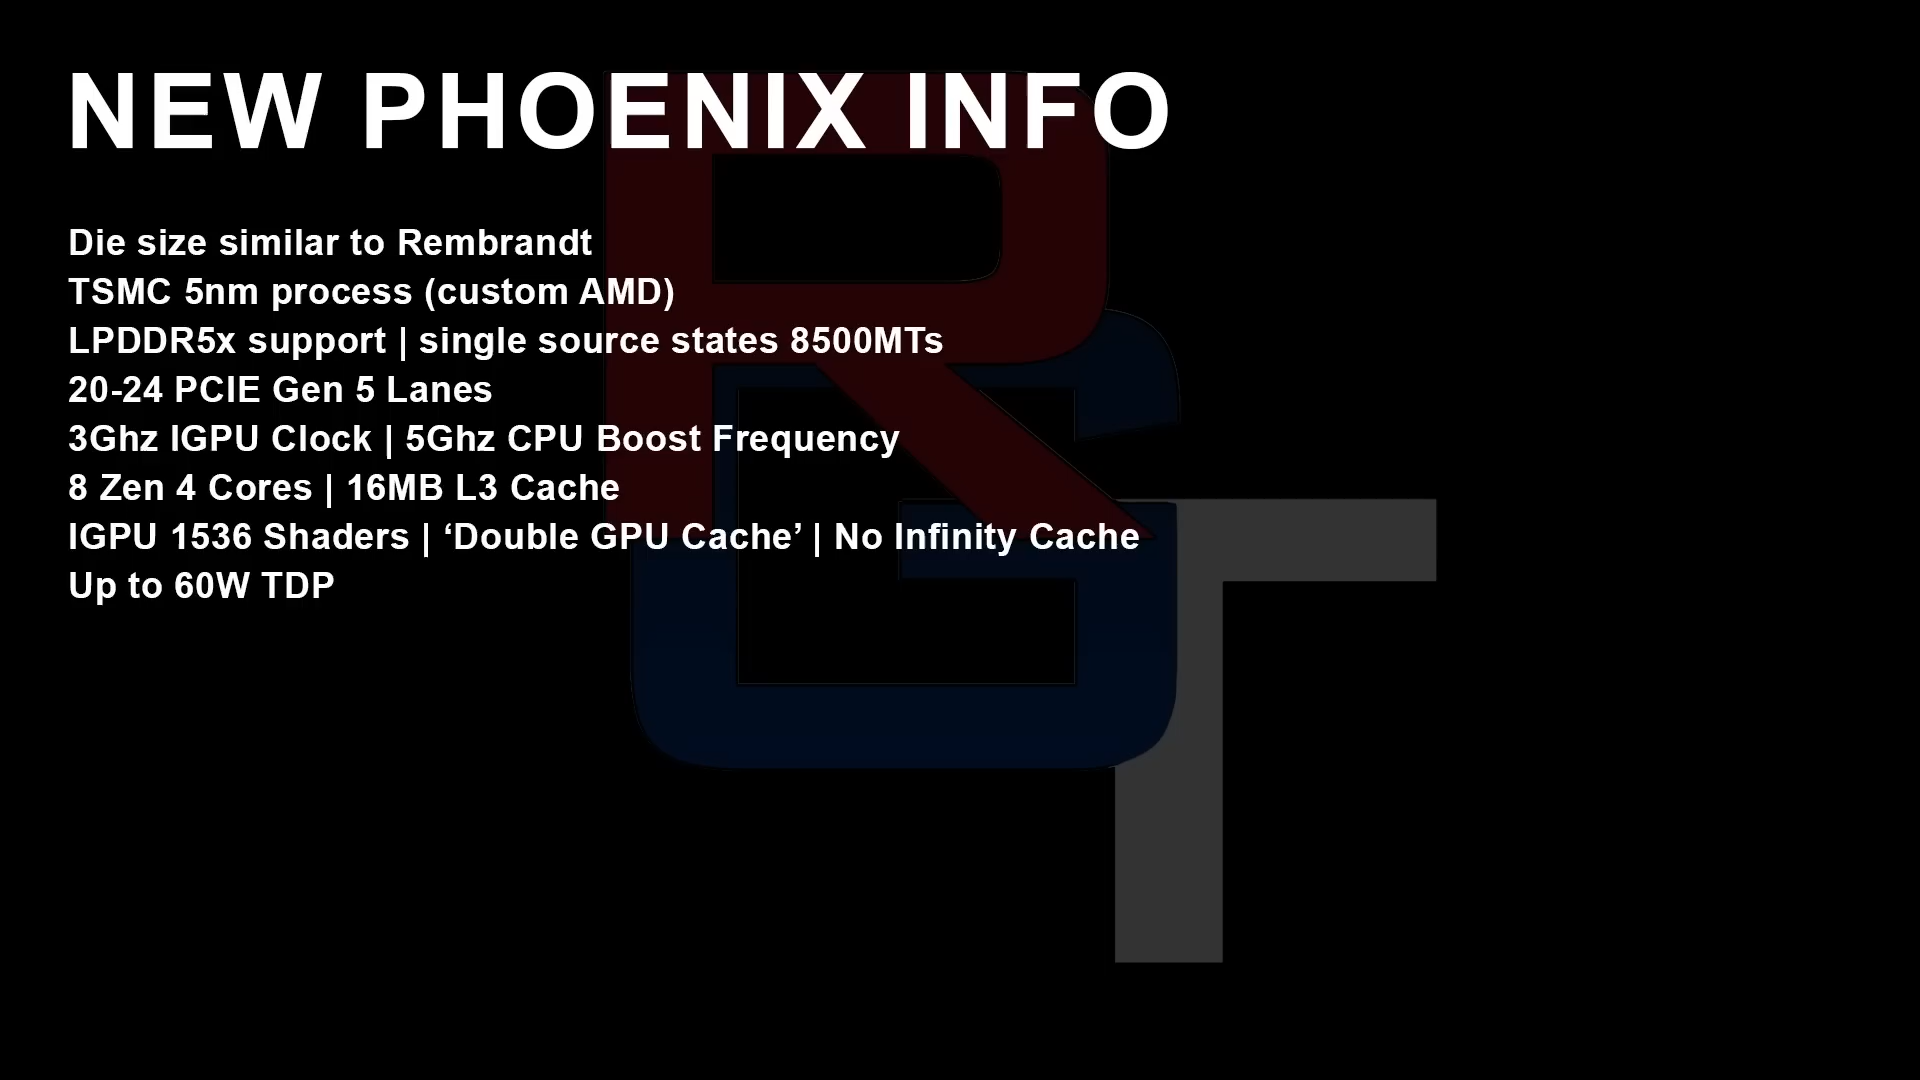 NEW PHOENIX INFO
Die size similar to Rembrandt
TSMC 5nm process (custom AMD)
LPDDR5x support | single source states 8500MTs
20-24 PCIE Gen 5 Lanes
3Ghz IGPU Clock | 5Ghz CPU Boost Frequency
8 Zen 4 Cores | 16MB L3 Cache
IGPU 1536 Shaders | ‘Double GPU Cache’ | No Infinity Cache
Up to 60W TDP
RGT